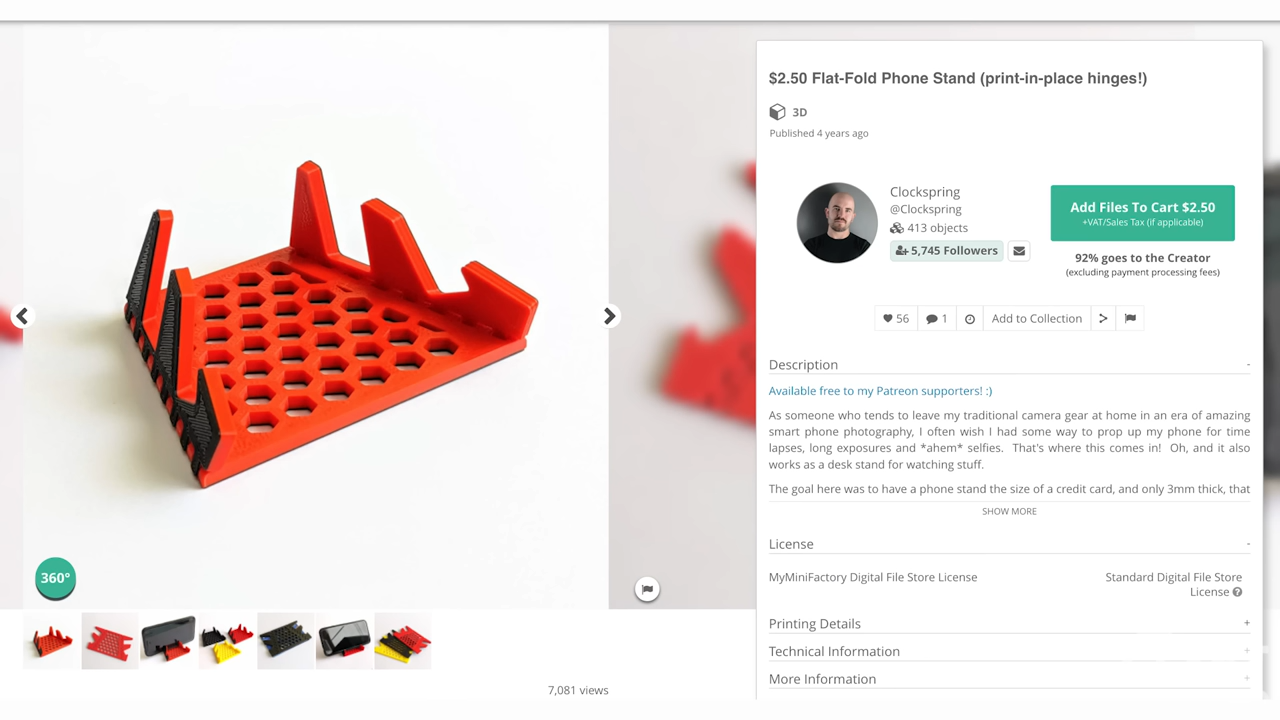 $2.50 Flat-Fold Phone Stand (print-in-place hinges!)
3D
Published 4 years ago
Clockspring
@Clockspring
413 objects
5,745 Followers
Add Files To Cart $2.50
+VAT/Sales Tax (if applicable)
92% goes to the Creator
(excluding payment processing fees)
56
1
Add to Collection
Description
-
Available free to my Patreon supporters! :)
As someone who tends to leave my traditional camera gear at home in an era of amazing
smart phone photography, I often wish I had some way to prop up my phone for time
lapses, long exposures and *ahem* selfies. That's where this comes in! Oh, and it also
works as a desk stand for watching stuff.
The goal here was to have a phone stand the size of a credit card, and only 3mm thick, that
SHOW MORE
License
-
MyMiniFactory Digital File Store License
Standard Digital File Store
License ?
Printing Details
+
Technical Information
+
More Information
+
360°
7,081 views